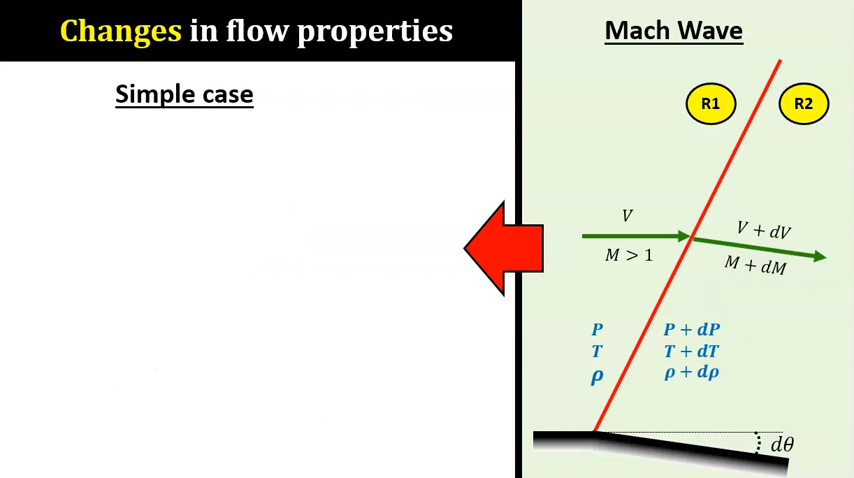 Changes in flow properties
Simple case
Mach Wave
R1
R2
V
M > 1
V + dV
M + dM
P
T
ρ
P + dP
T + dT
ρ + dρ
dθ